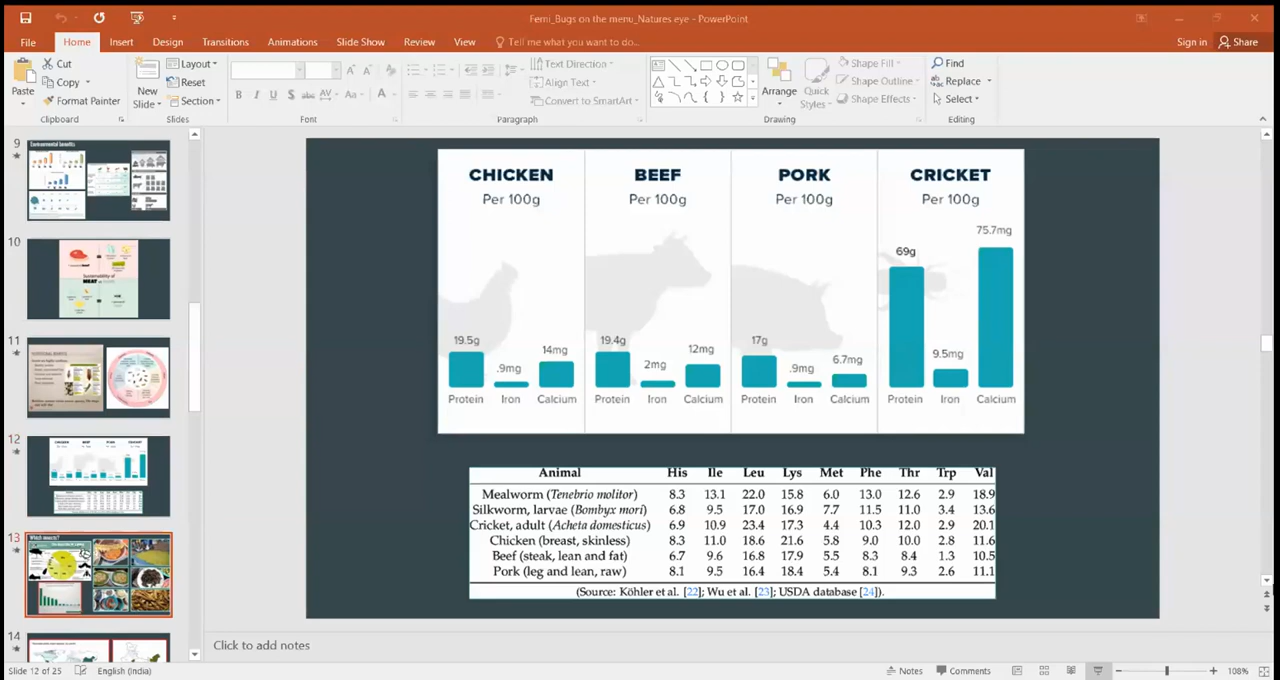 Femi_Bugs on the menu_Natures eye - PowerPoint
File Home Insert Design Transitions Animations Slide Show Review View Tell me what you want to do... Sign in Share
Paste
Cut
Copy
Format Painter
Clipboard
New
Slide
Layout
Reset
Section
Slides
Font
Text Direction
Align Text
Convert to SmartArt
Paragraph
Arrange
Quick
Styles
Shape Fill
Shape Outline
Shape Effects
Drawing
Find
Replace
Select
Editing
9
Environmental benefits
10
11
12
13
Which insects?
14
CHICKEN
Per 100g
19.5g
.9mg
14mg
Protein Iron Calcium
BEEF
Per 100g
19.4g
2mg
12mg
Protein Iron Calcium
PORK
Per 100g
17g
.9mg
6.7mg
Protein Iron Calcium
CRICKET
Per 100g
69g
9.5mg
75.7mg
Protein Iron Calcium
Animal His Ile Leu Lys Met Phe Thr Trp Val
Mealworm (Tenebrio molitor) 8.3 13.1 22.0 15.8 6.0 13.0 12.6 2.9 18.9
Silkworm, larvae (Bombyx mori) 6.8 9.5 17.0 16.9 7.7 11.5 11.0 3.4 13.6
Cricket, adult (Acheta domesticus) 6.9 10.9 23.4 17.3 4.4 10.3 12.0 2.9 20.1
Chicken (breast, skinless) 8.3 11.0 18.6 21.6 5.8 9.0 10.0 2.8 11.6
Beef (steak, lean and fat) 6.7 9.6 16.8 17.9 5.5 8.3 8.4 1.3 10.5
Pork (leg and lean, raw) 8.1 9.5 16.4 18.4 5.4 8.1 9.3 2.6 11.1
(Source: Köhler et al. [22]; Wu et al. [23]; USDA database [24]).
Click to add notes
Slide 12 of 25 English (India) Notes Comments 108%